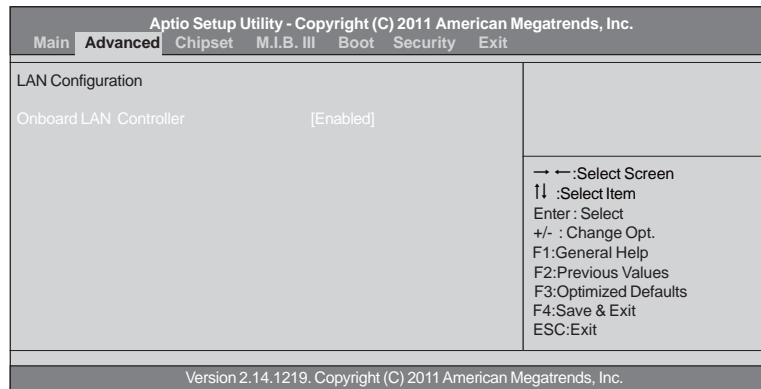 Aptio Setup Utility - Copyright (C) 2011 American Megatrends, Inc.
Main Advanced Chipset M.I.B. III Boot Security Exit
LAN Configuration
Onboard LAN Controller [Enabled]
→ ←:Select Screen
↑↓ :Select Item
Enter : Select
+/- : Change Opt.
F1:General Help
F2:Previous Values
F3:Optimized Defaults
F4:Save & Exit
ESC:Exit
Version 2.14.1219. Copyright (C) 2011 American Megatrends, Inc.